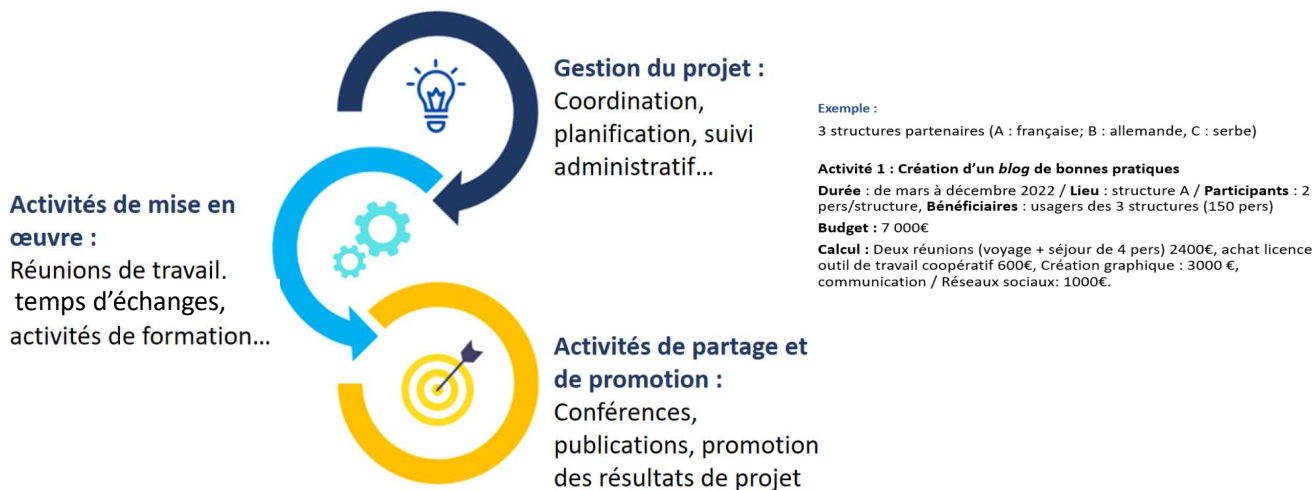 Gestion du projet :
Coordination,
planification, suivi
administratif…
Activités de mise en
œuvre :
Réunions de travail.
temps d’échanges,
activités de formation…
Activités de partage et
de promotion :
Conférences,
publications, promotion
des résultats de projet
Exemple :
3 structures partenaires (A : française; B : allemande, C : serbe)
Activité 1 : Création d’un blog de bonnes pratiques
Durée : de mars à décembre 2022 / Lieu : structure A / Participants : 2
pers/structure, Bénéficiaires : usagers des 3 structures (150 pers)
Budget : 7 000€
Calcul : Deux réunions (voyage + séjour de 4 pers) 2400€, achat licence
outil de travail coopératif 600€, Création graphique : 3000 €,
communication / Réseaux sociaux: 1000€.